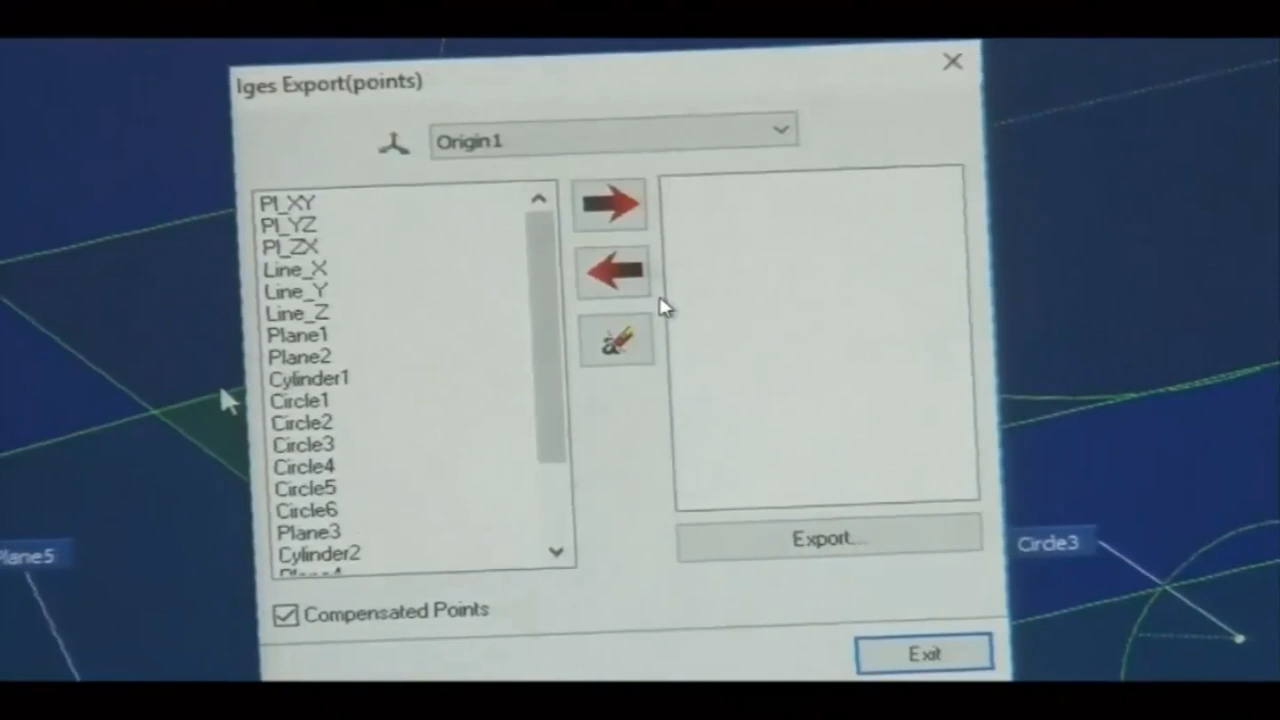 Iges Export(points)
Origin1
Pl_XY
Pl_YZ
Pl_ZX
Line_X
Line_Y
Line_Z
Plane1
Plane2
Cylinder1
Circle1
Circle2
Circle3
Circle4
Circle5
Circle6
Plane3
Cylinder2
Export...
Plane5
Circle3
Compensated Points
Exit